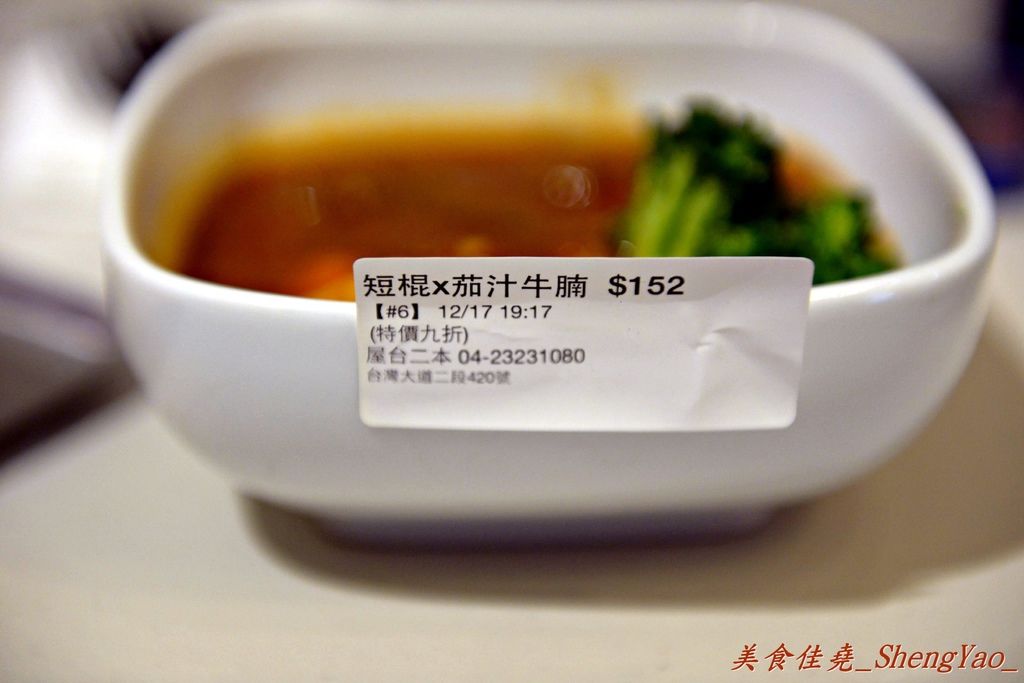 短棍x茄汁牛腩 $152
【#6】 12/17 19:17
(特價九折)
屋台二本 04-23231080
台灣大道二段420號
美食佳堯_ShengYao_